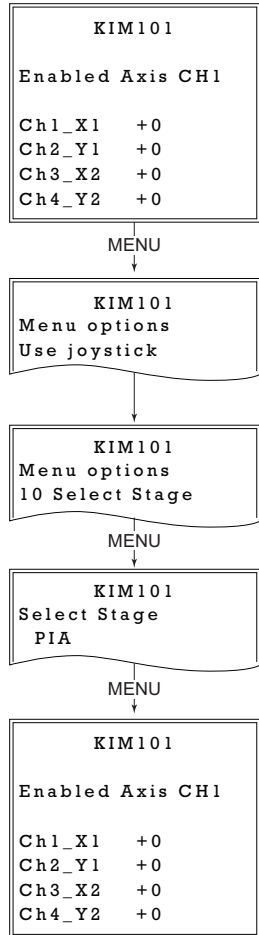 KIM101
Enabled Axis CH1
Ch1_X1 +0
Ch2_Y1 +0
Ch3_X2 +0
Ch4_Y2 +0
MENU
KIM101
Menu options
Use joystick
KIM101
Menu options
10 Select Stage
MENU
KIM101
Select Stage
PIA
MENU
KIM101
Enabled Axis CH1
Ch1_X1 +0
Ch2_Y1 +0
Ch3_X2 +0
Ch4_Y2 +0